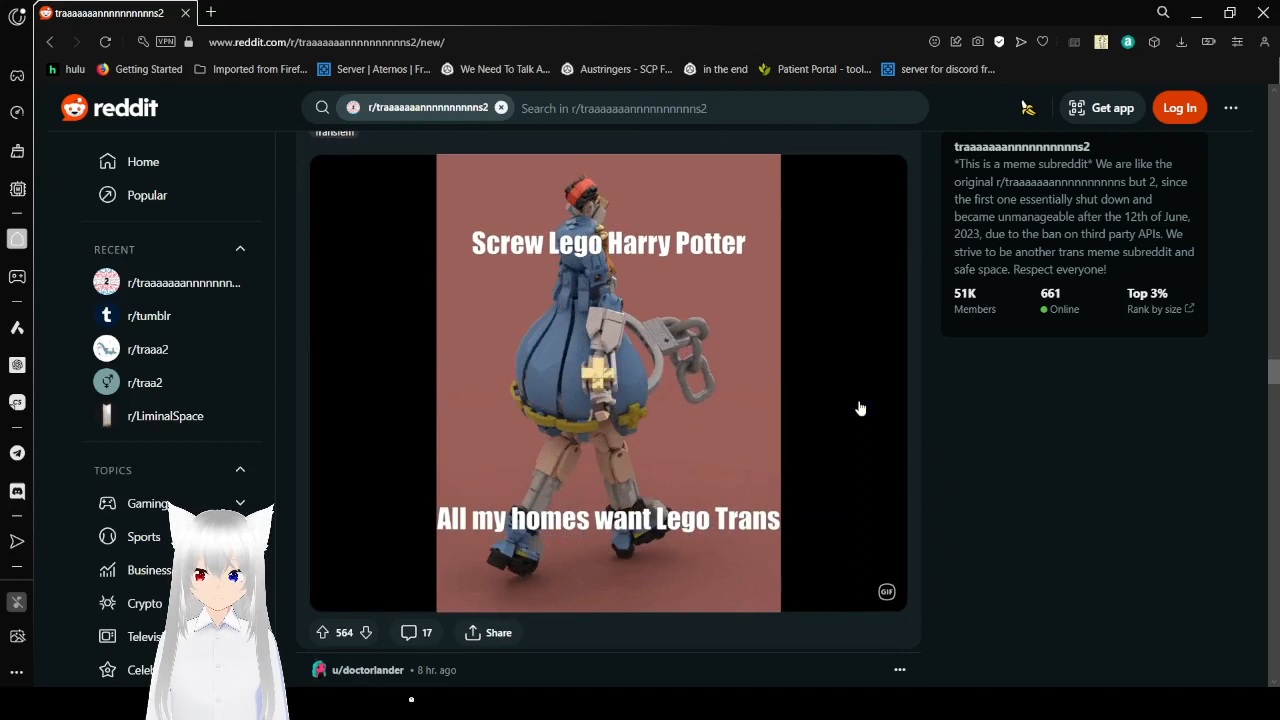 traaaaaaannnnnnnnnns2
www.reddit.com/r/traaaaaaannnnnnnnnns2/new/
VPN
hulu
Getting Started
Imported from Firef...
Server | Aternos | Fr...
We Need To Talk A...
Austringers - SCP F...
in the end
Patient Portal - tool...
server for discord fr...
reddit
r/traaaaaaannnnnnnnnns2
Search in r/traaaaaaannnnnnnnnns2
Get app
Log In
Home
Popular
RECENT
r/traaaaaaannnnnn...
r/tumblr
r/traaa2
r/traa2
r/LiminalSpace
TOPICS
Gaming
Sports
Business
Crypto
Televisi
Celeb
Transfem
Screw Lego Harry Potter
All my homes want Lego Trans
GIF
564
17
Share
u/doctorlander • 8 hr. ago
traaaaaaannnnnnnnnns2
*This is a meme subreddit* We are like the
original r/traaaaaaannnnnnnnnns but 2, since
the first one essentially shut down and
became unmanageable after the 12th of June,
2023, due to the ban on third party APIs. We
strive to be another trans meme subreddit and
safe space. Respect everyone!
51K
Members
661
Online
Top 3%
Rank by size